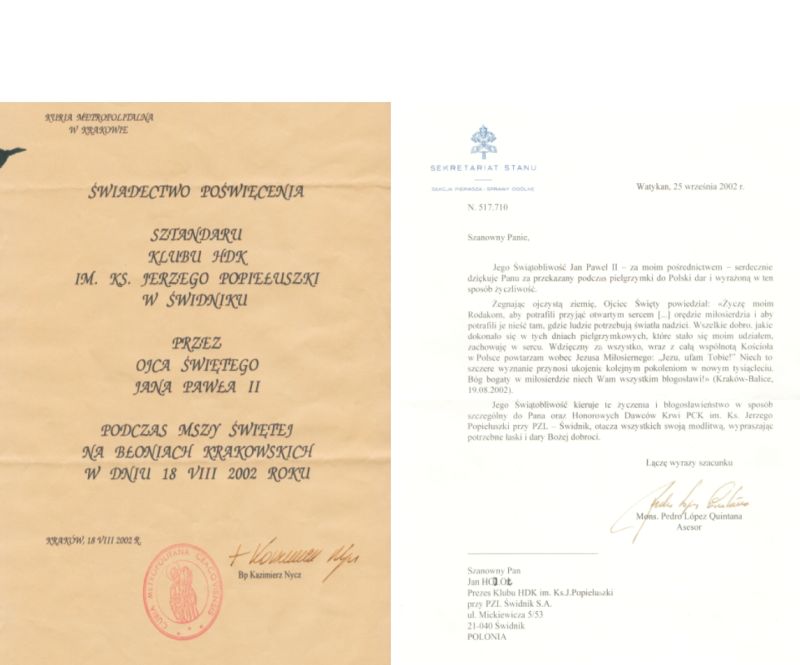 KURIA METROPOLITALNA
W KRAKOWIE
ŚWIADECTWO POŚWIĘCENIA
SZTANDARU
KLUBU HDK
IM. KS. JERZEGO POPIEŁUSZKI
W ŚWIDNIKU
PRZEZ
OJCA ŚWIĘTEGO
JANA PAWŁA II
PODCZAS MSZY ŚWIĘTEJ
NA BŁONIACH KRAKOWSKICH
W DNIU 18 VIII 2002 ROKU
KRAKÓW, 18 VIII 2002 R.
Bp Kazimierz Nycz
CURIA METROPOLITANA CRACOVIENSIS
SEKRETARIAT STANU
SEKCJA PIERWSZA - SPRAWY OGÓLNE
Watykan, 25 września 2002 r.
N. 517.710
Szanowny Panie,
Jego Świątobliwość Jan Paweł II – za moim pośrednictwem – serdecznie
dziękuje Panu za przekazany podczas pielgrzymki do Polski dar i wyrażoną w ten
sposób życzliwość.
Żegnając ojczystą ziemię, Ojciec Święty powiedział: «Życzę moim
Rodakom, aby potrafili przyjąć otwartym sercem [...] orędzie miłosierdzia i aby
potrafili je nieść tam, gdzie ludzie potrzebują światła nadziei. Wszelkie dobro, jakie
dokonało się w tych dniach pielgrzymkowych, które stało się moim udziałem,
zachowuję w sercu. Wdzięczny za wszystko, wraz z całą wspólnotą Kościoła
w Polsce powtarzam wobec Jezusa Miłosiernego: „Jezu, ufam Tobie!” Niech to
szczere wyznanie przynosi ukojenie kolejnym pokoleniom w nowym tysiącleciu.
Bóg bogaty w miłosierdzie niech Wam wszystkim błogosławi!» (Kraków-Balice,
19.08.2002).
Jego Świątobliwość kieruje te życzenia i błogosławieństwo w sposób
szczególny do Pana oraz Honorowych Dawców Krwi PCK im. Ks. Jerzego
Popiełuszki przy PZL – Świdnik, otacza wszystkich swoją modlitwą, wypraszając
potrzebne łaski i dary Bożej dobroci.
Łączę wyrazy szacunku
Mons. Pedro López Quintana
Asesor
Szanowny Pan
Jan
Prezes Klubu HDK im. Ks.J.Popiełuszki
przy PZL Świdnik S.A.
ul. Mickiewicza 5/53
21-040 Świdnik
POLONIA